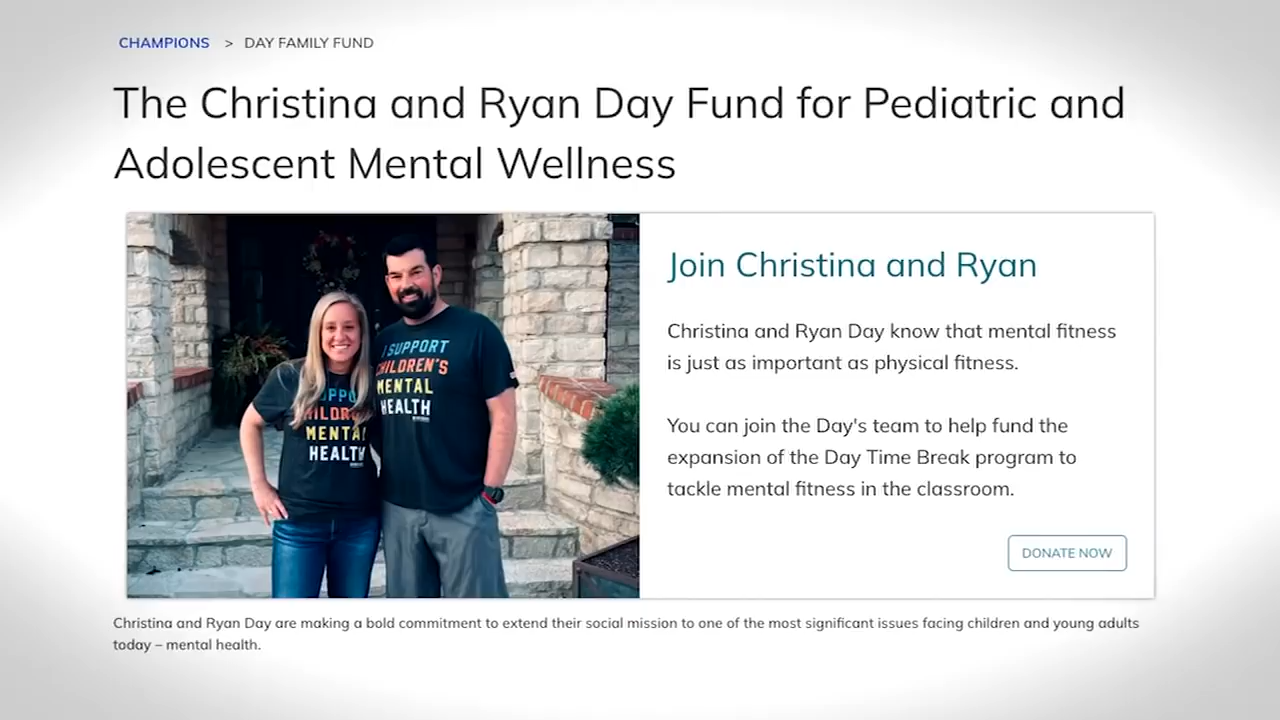 CHAMPIONS > DAY FAMILY FUND
The Christina and Ryan Day Fund for Pediatric and
Adolescent Mental Wellness
I SUPPORT
CHILDREN'S
MENTAL
HEALTH
MENTAL
HEALTH
Join Christina and Ryan
Christina and Ryan Day know that mental fitness
is just as important as physical fitness.
You can join the Day's team to help fund the
expansion of the Day Time Break program to
tackle mental fitness in the classroom.
DONATE NOW
Christina and Ryan Day are making a bold commitment to extend their social mission to one of the most significant issues facing children and young adults
today – mental health.